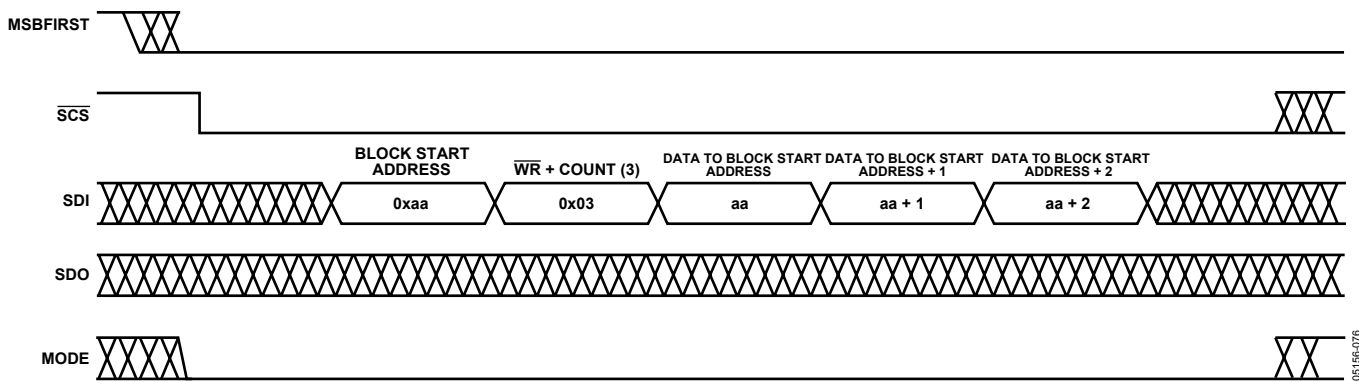 MSBFIRST
SCS
BLOCK START
ADDRESS
WR + COUNT (3)
DATA TO BLOCK START
ADDRESS
DATA TO BLOCK START
ADDRESS + 1
DATA TO BLOCK START
ADDRESS + 2
SDI
0xaa
0x03
aa
aa + 1
aa + 2
SDO
MODE
05156-076